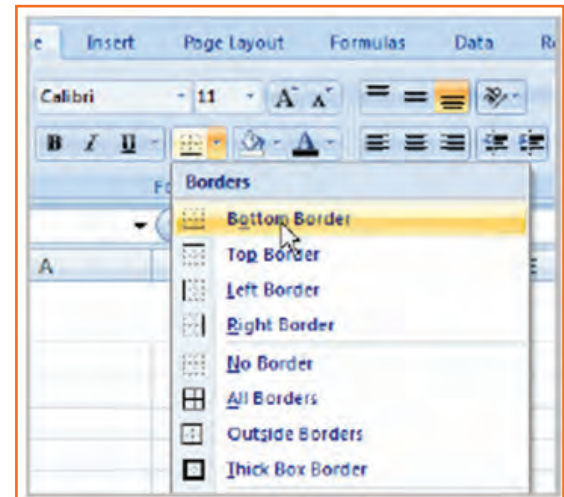 e Insert Page Layout Formulas Data R
Calibri 11 A A
B I U A
Fo
Borders
Bottom Border
Top Border
A
Left Border
E
Right Border
No Border
All Borders
Outside Borders
Thick Box Border